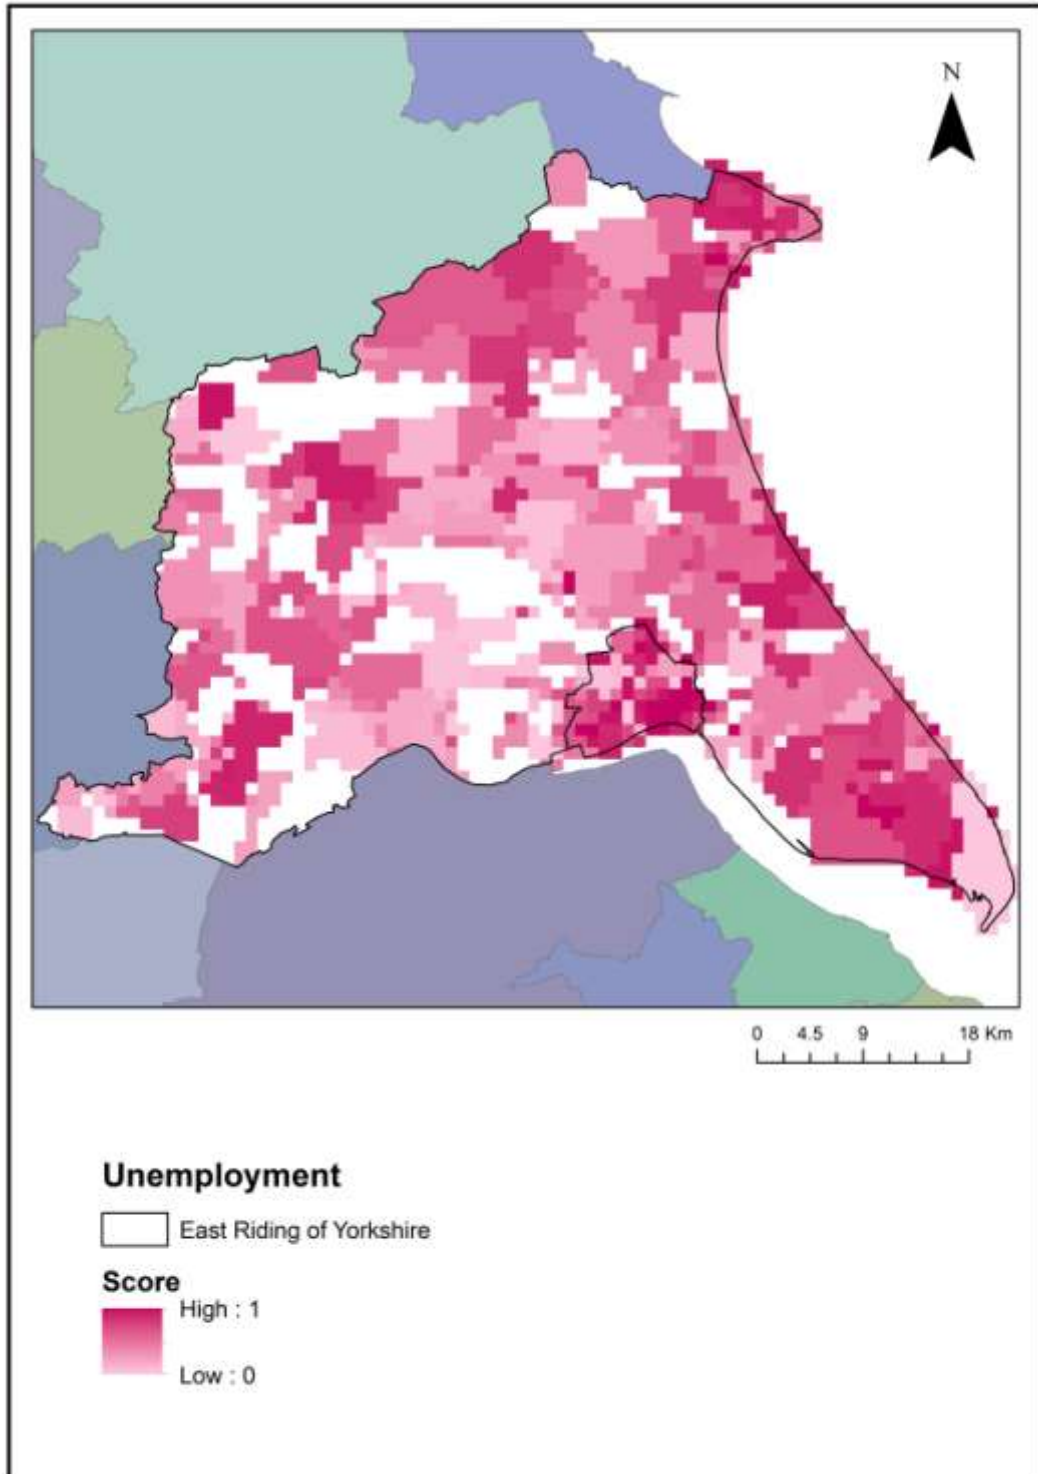 N
0 4.5 9 18 Km
Unemployment
East Riding of Yorkshire
Score
High : 1
Low : 0